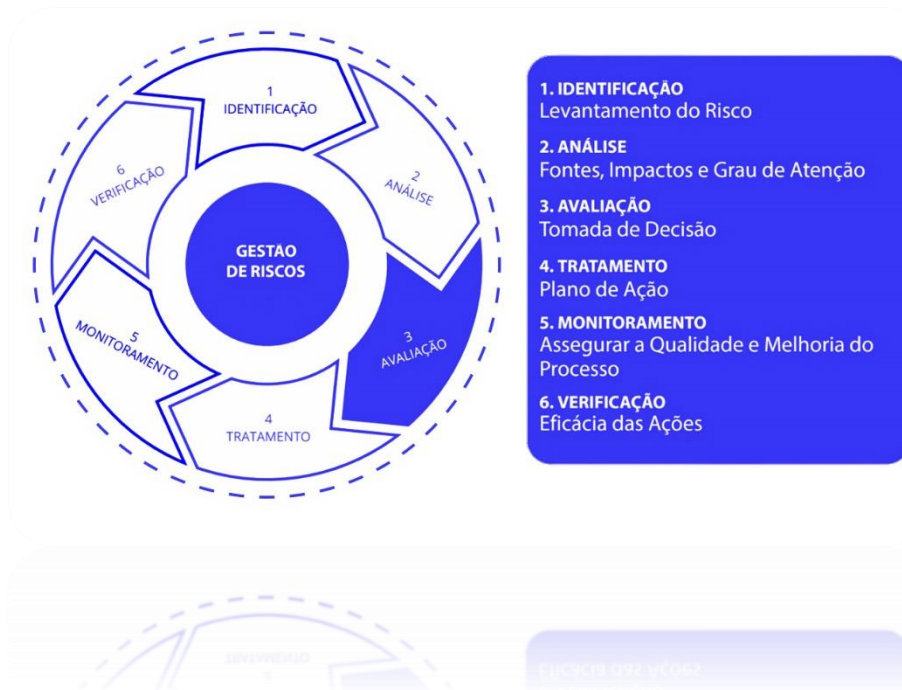 1
IDENTIFICAÇÃO
2
ANÁLISE
3
AVALIAÇÃO
4
TRATAMENTO
5
MONITORAMENTO
6
VERIFICAÇÃO
GESTAO
DE RISCOS
1. IDENTIFICAÇÃO
Levantamento do Risco
2. ANÁLISE
Fontes, Impactos e Grau de Atenção
3. AVALIAÇÃO
Tomada de Decisão
4. TRATAMENTO
Plano de Ação
5. MONITORAMENTO
Assegurar a Qualidade e Melhoria do
Processo
6. VERIFICAÇÃO
Eficácia das Ações